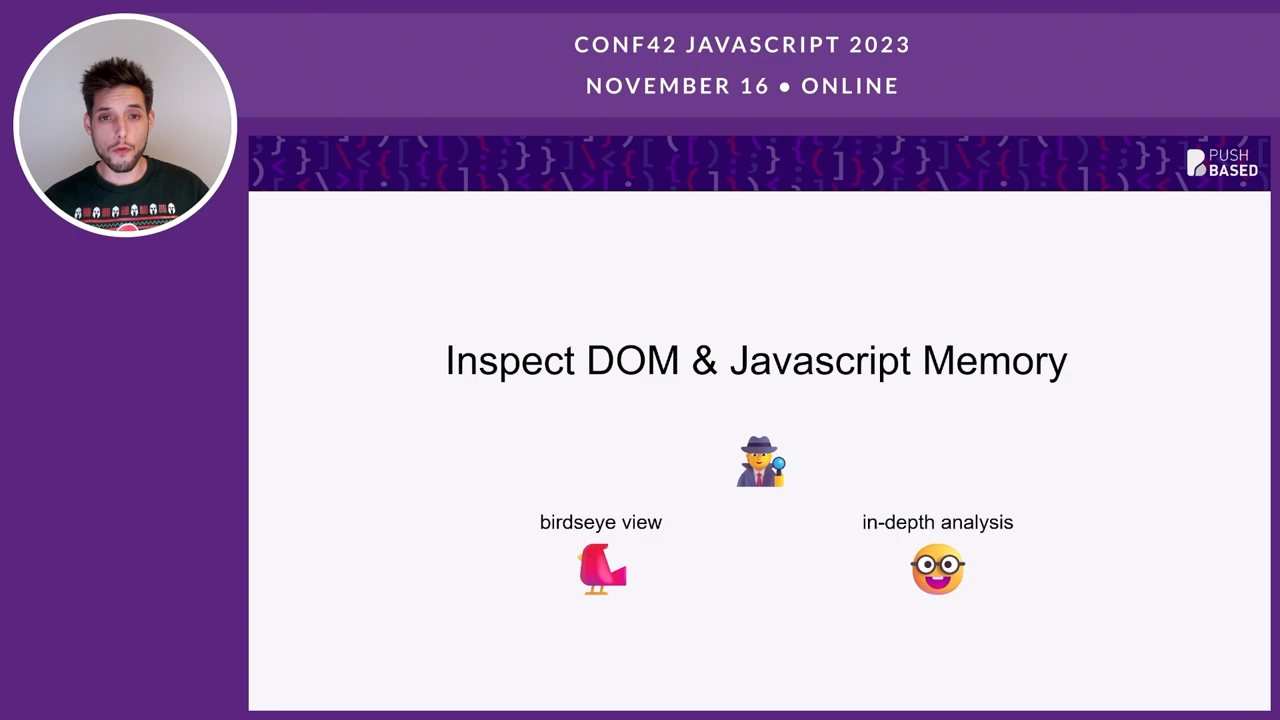 CONF42 JAVASCRIPT 2023
NOVEMBER 16 • ONLINE
PUSH
BASED
Inspect DOM & Javascript Memory
birdseye view
in-depth analysis